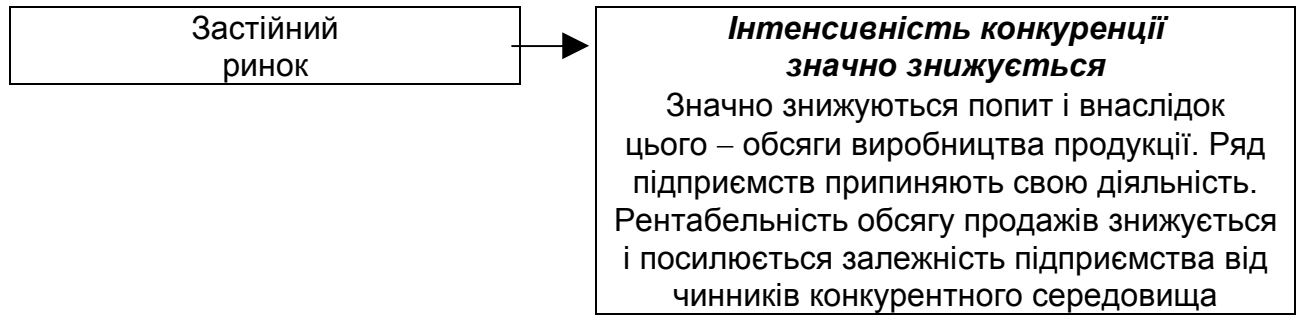 Застійний
ринок
Інтенсивність конкуренції
значно знижується
Значно знижуються попит і внаслідок
цього – обсяги виробництва продукції. Ряд
підприємств припиняють свою діяльність.
Рентабельність обсягу продажів знижується
і посилюється залежність підприємства від
чинників конкурентного середовища